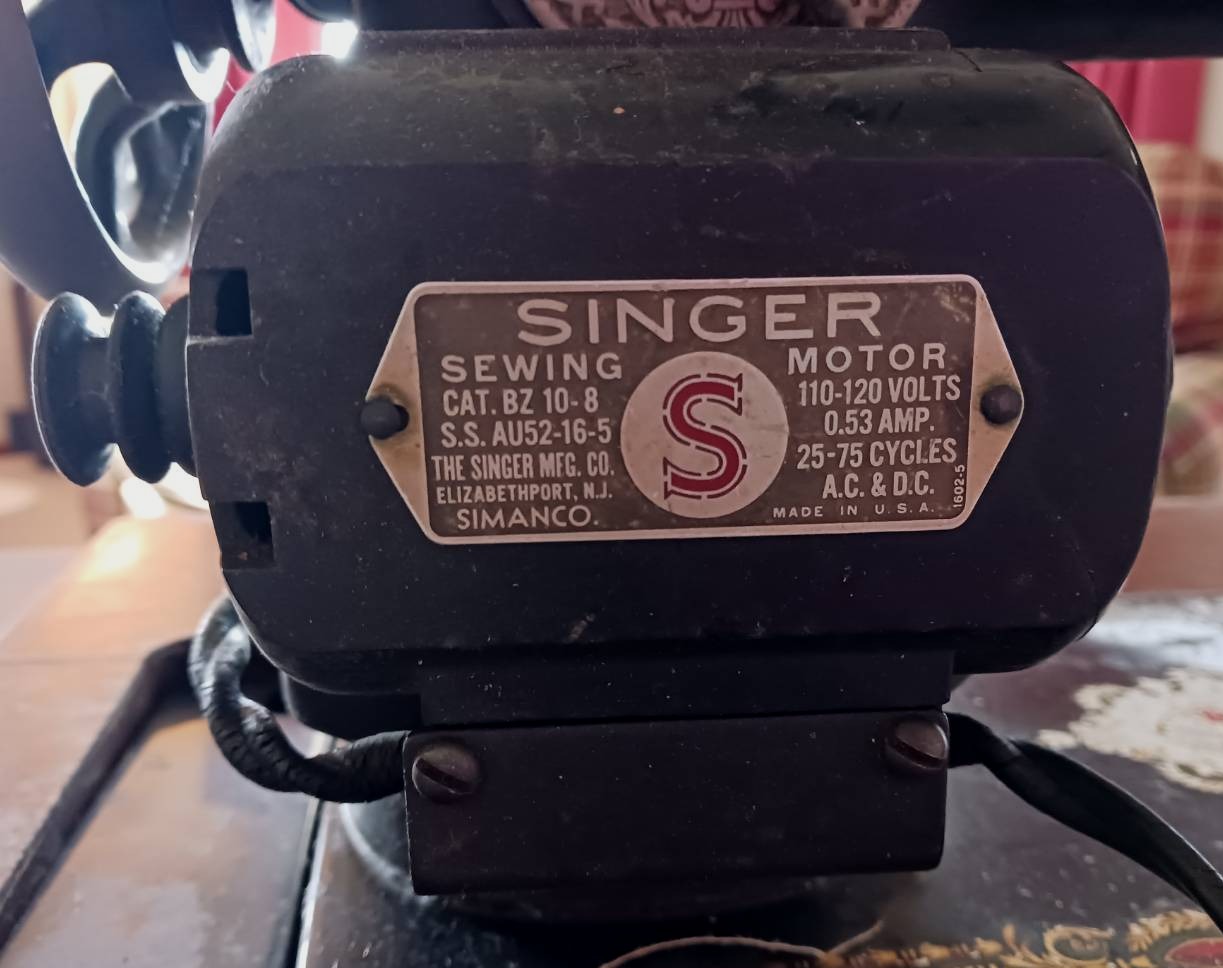 SINGER
SEWING
MOTOR
CAT. BZ 10-8
S.S. AU52-16-5
THE SINGER MFG. CO.
ELIZABETHPORT, N.J.
SIMANCO.
S
110-120 VOLTS
0.53 AMP.
25-75 CYCLES
A.C. & D.C.
MADE IN U.S.A.
1602-5